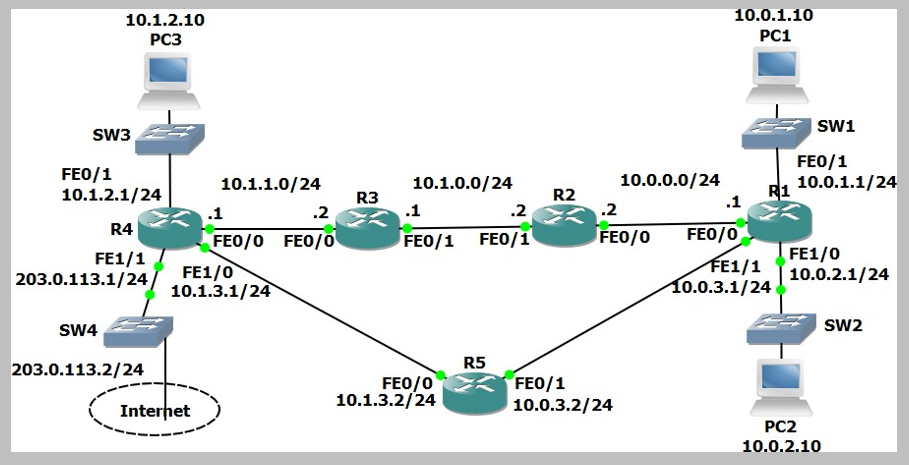 10.1.2.10
PC3
10.0.1.10
PC1
SW3
SW1
FE0/1
10.1.2.1/24
10.1.1.0/24
10.1.0.0/24
10.0.0.0/24
FE0/1
10.0.1.1/24
R4
.1
FE0/0
.2
FE0/0
R3
.1
FE0/1
.2
FE0/1
R2
.2
FE0/0
.1
FE0/0
R1
FE1/1
203.0.113.1/24
FE1/0
10.1.3.1/24
FE1/1
10.0.3.1/24
FE1/0
10.0.2.1/24
SW4
SW2
203.0.113.2/24
Internet
R5
FE0/0
10.1.3.2/24
FE0/1
10.0.3.2/24
PC2
10.0.2.10